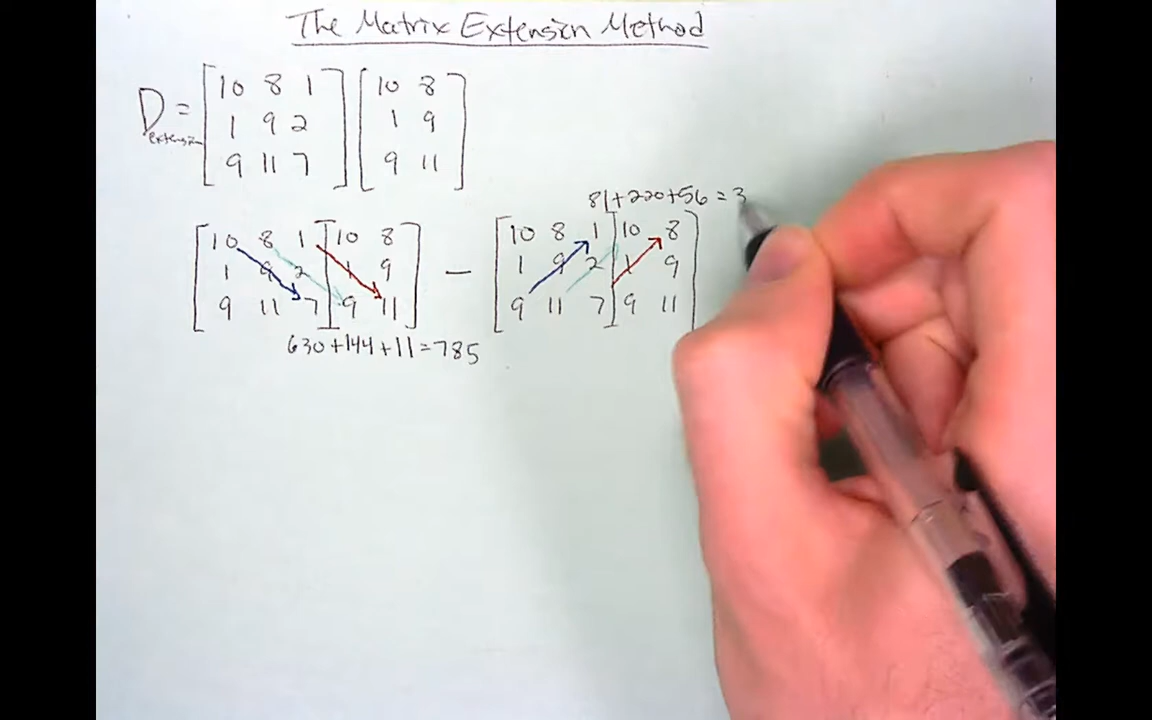 The Matrix Extension Method
D extension = [10 8 1] [10 8]
1 9 2 1 9
9 11 7 9 11
81+220+56=3
[10 8 1] 10 8] − [10 8 1] 10 8]
1 9 2 1 9 1 9 2 1 9
9 11 7 9 11 9 11 7 9 11
630+144+11=785